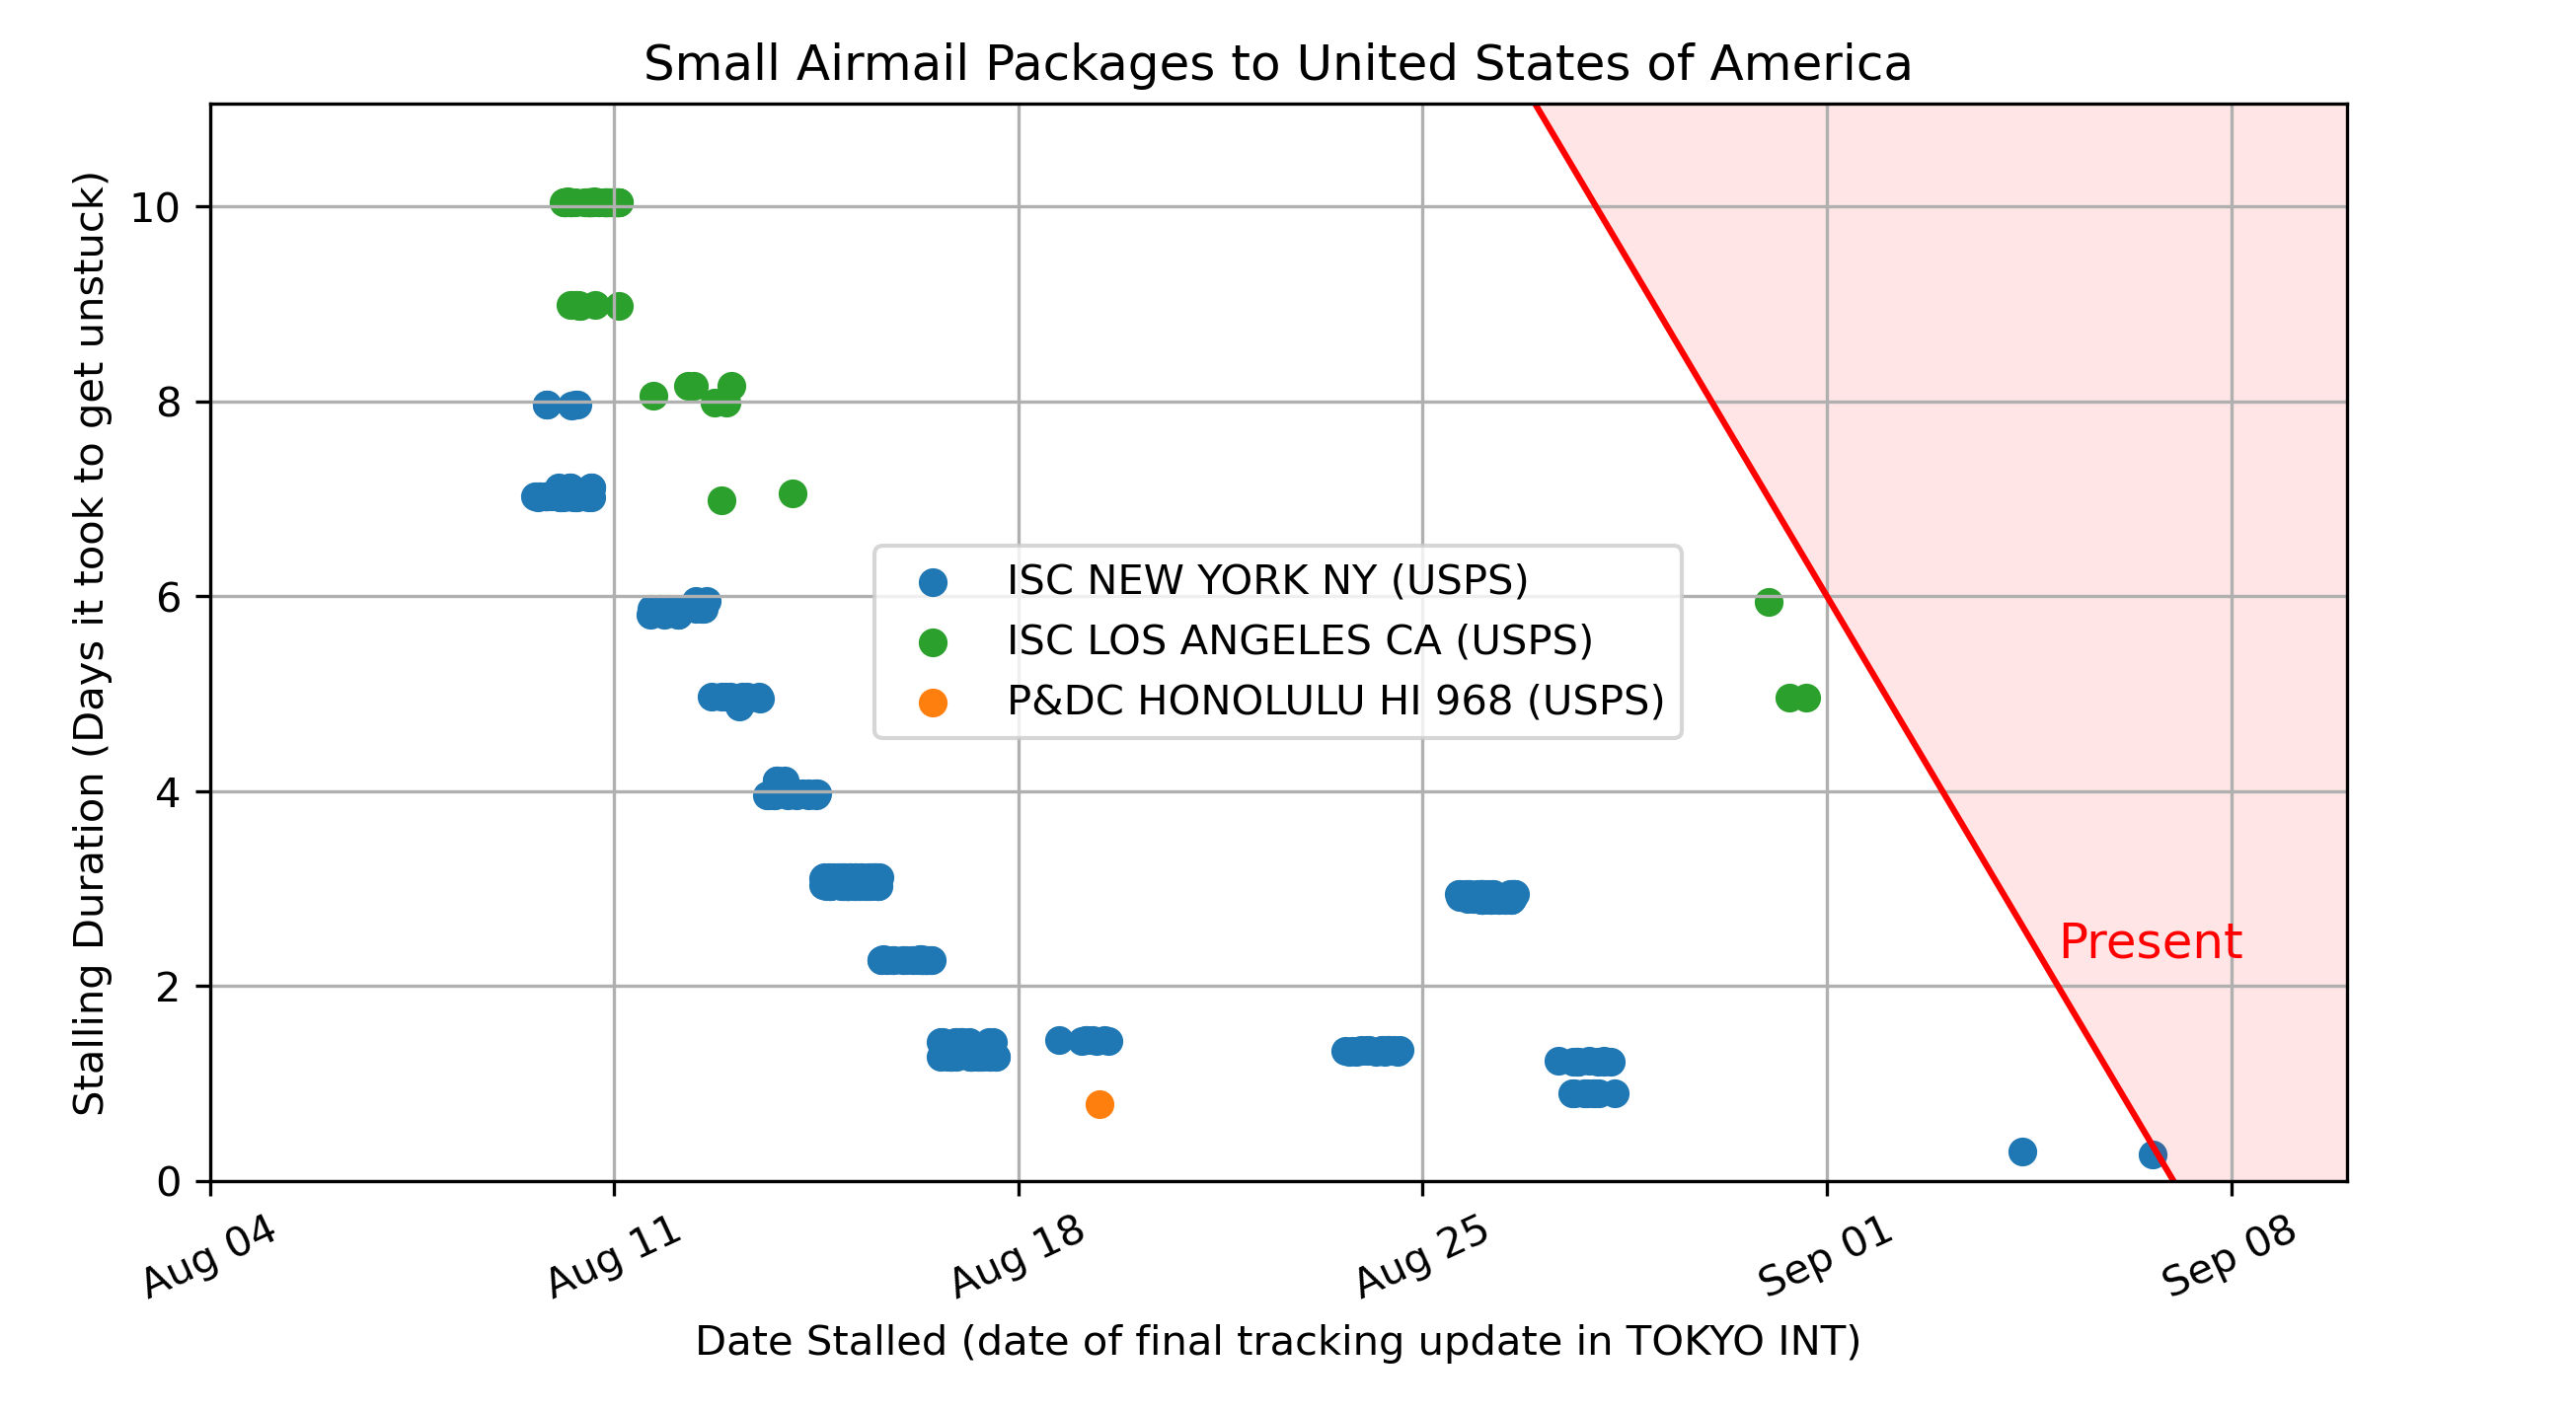 Small Airmail Packages to United States of America
Stalling Duration (Days it took to get unstuck)
10
8
6
4
2
0
ISC NEW YORK NY (USPS)
ISC LOS ANGELES CA (USPS)
P&DC HONOLULU HI 968 (USPS)
Present
Aug 04
Aug 11
Aug 18
Aug 25
Sep 01
Sep 08
Date Stalled (date of final tracking update in TOKYO INT)